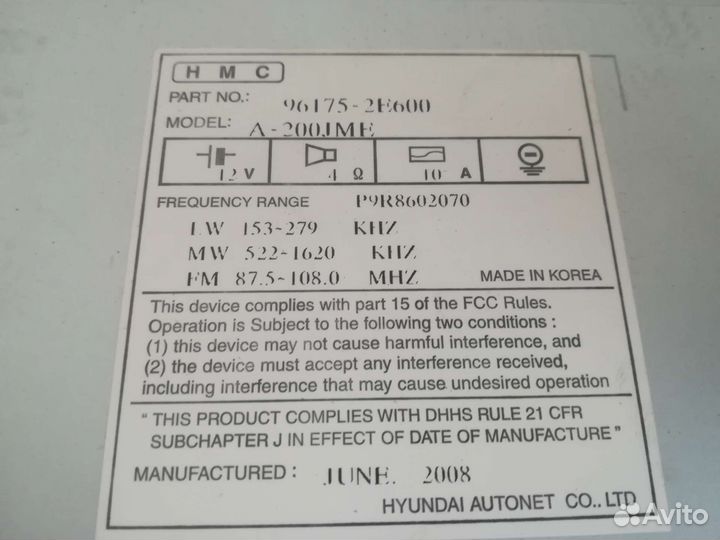 HMC
PART NO.: 96175-2E600
MODEL: A-200JME
12 V 4 Ω 10 A
FREQUENCY RANGE P9R8602070
LW 153~279 KHZ
MW 522~1620 KHZ
FM 87.5~108.0 MHZ MADE IN KOREA
This device complies with part 15 of the FCC Rules.
Operation is Subject to the following two conditions :
(1) this device may not cause harmful interference, and
(2) the device must accept any interference received,
including interference that may cause undesired operation
" THIS PRODUCT COMPLIES WITH DHHS RULE 21 CFR
SUBCHAPTER J IN EFFECT OF DATE OF MANUFACTURE "
MANUFACTURED : JUNE. 2008
HYUNDAI AUTONET CO.,LTD
Avito